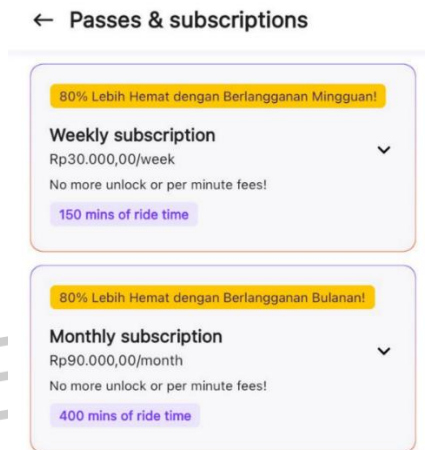 ← Passes & subscriptions
80% Lebih Hemat dengan Berlangganan Mingguan!
Weekly subscription
Rp30.000,00/week
No more unlock or per minute fees!
150 mins of ride time
80% Lebih Hemat dengan Berlangganan Bulanan!
Monthly subscription
Rp90.000,00/month
No more unlock or per minute fees!
400 mins of ride time